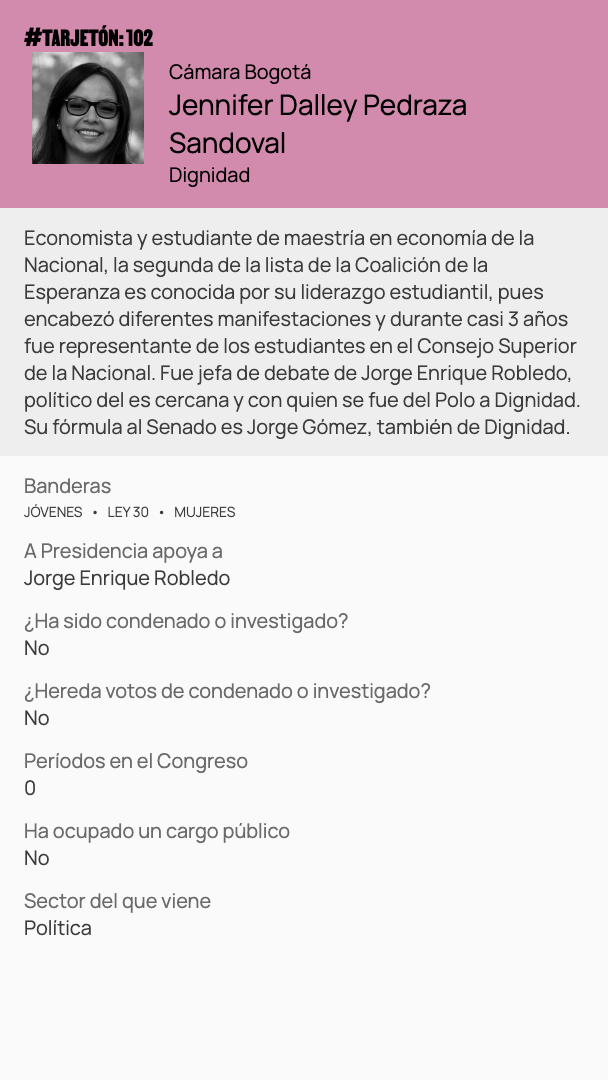 #TARJETÓN: 102
Cámara Bogotá
Jennifer Dalley Pedraza
Sandoval
Dignidad
Economista y estudiante de maestría en economía de la
Nacional, la segunda de la lista de la Coalición de la
Esperanza es conocida por su liderazgo estudiantil, pues
encabezó diferentes manifestaciones y durante casi 3 años
fue representante de los estudiantes en el Consejo Superior
de la Nacional. Fue jefa de debate de Jorge Enrique Robledo,
político del es cercana y con quien se fue del Polo a Dignidad.
Su fórmula al Senado es Jorge Gómez, también de Dignidad.
Banderas
JÓVENES • LEY 30 • MUJERES
A Presidencia apoya a
Jorge Enrique Robledo
¿Ha sido condenado o investigado?
No
¿Hereda votos de condenado o investigado?
No
Períodos en el Congreso
0
Ha ocupado un cargo público
No
Sector del que viene
Política